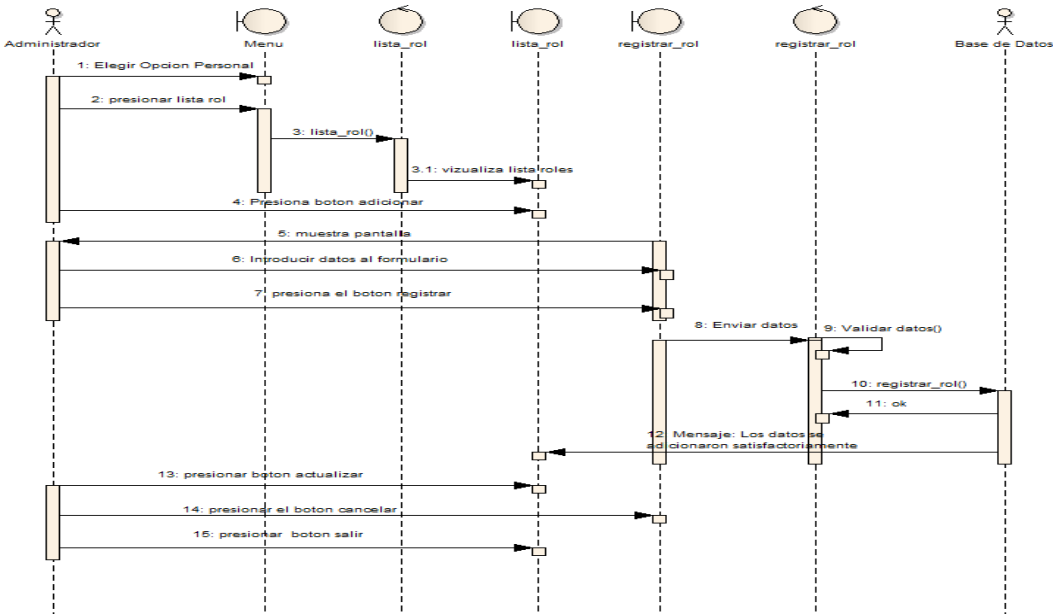 Administrador
Menu
lista_rol
lista_rol
registrar_rol
registrar_rol
Base de Datos
1: Elegir Opcion Personal
2: presionar lista rol
3: lista_rol()
3.1: vizualiza lista roles
4: Presiona boton adicionar
5: muestra pantalla
6: Introducir datos al formulario
7: presiona el boton registrar
8: Enviar datos
9: Validar datos()
10: registrar_rol()
11: ok
12: Mensaje: Los datos se
adicionaron satisfactoriamente
13: presionar boton actualizar
14: presionar el boton cancelar
15: presionar boton salir